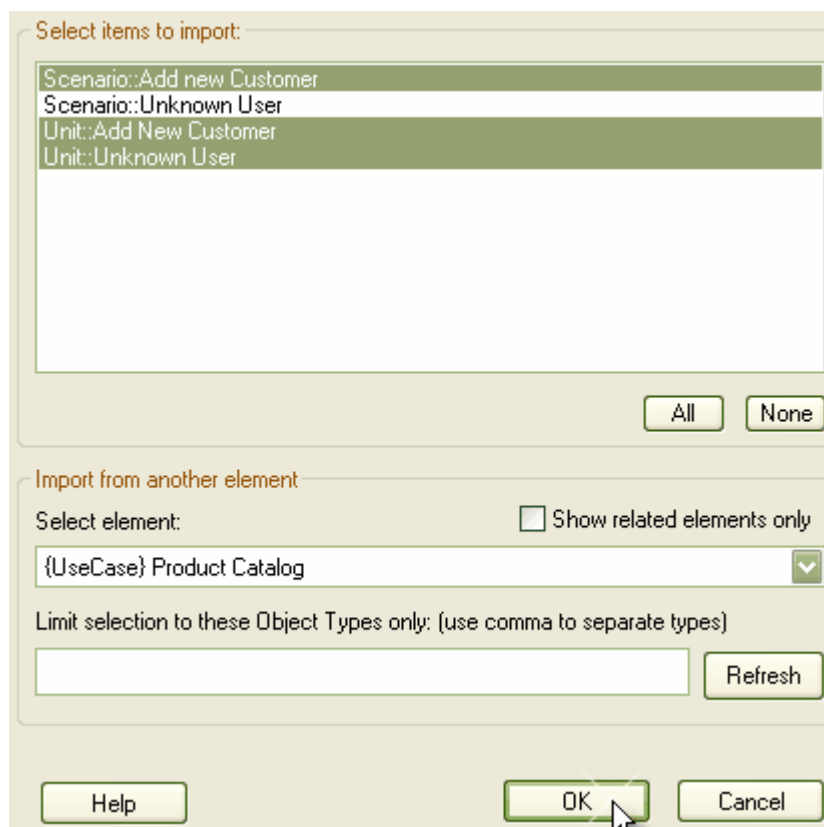 Select items to import:
Scenario::Add new Customer
Scenario::Unknown User
Unit::Add New Customer
Unit::Unknown User
All None
Import from another element
Select element: Show related elements only
{UseCase} Product Catalog
Limit selection to these Object Types only: (use comma to separate types)
Refresh
Help OK Cancel